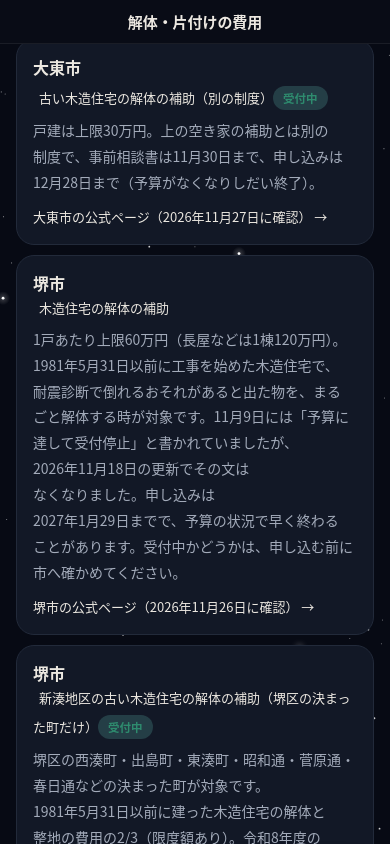 解体・片付けの費用
大東市
古い木造住宅の解体の補助（別の制度） 受付中
戸建は上限30万円。上の空き家の補助とは別の
制度で、事前相談書は11月30日まで、申し込みは
12月28日まで（予算がなくなりしだい終了）。
大東市の公式ページ（2026年11月27日に確認） →
堺市
木造住宅の解体の補助
1戸あたり上限60万円（長屋などは1棟120万円）。
1981年5月31日以前に工事を始めた木造住宅で、
耐震診断で倒れるおそれがあると出た物を、まる
ごと解体する時が対象です。11月9日には「予算に
達して受付停止」と書かれていましたが、
2026年11月18日の更新でその文は
なくなりました。申し込みは
2027年1月29日までで、予算の状況で早く終わる
ことがあります。受付中かどうかは、申し込む前に
市へ確かめてください。
堺市の公式ページ（2026年11月26日に確認） →
堺市
新湊地区の古い木造住宅の解体の補助（堺区の決まっ
た町だけ） 受付中
堺区の西湊町・出島町・東湊町・昭和通・菅原通・
春日通などの決まった町が対象です。
1981年5月31日以前に建った木造住宅の解体と
整地の費用の2/3（限度額あり）。令和8年度の